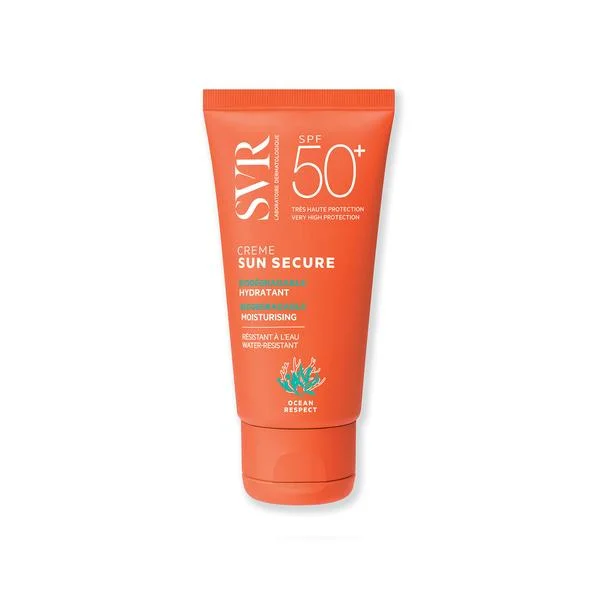 SVR
LABORATOIRE DERMATOLOGIQUE
SPF
50+
TRÈS HAUTE PROTECTION
VERY HIGH PROTECTION
CREME
SUN SECURE
HYDRATANT
MOISTURISING
RÉSISTANT À L'EAU
WATER-RESISTANT
OCEAN
RESPECT